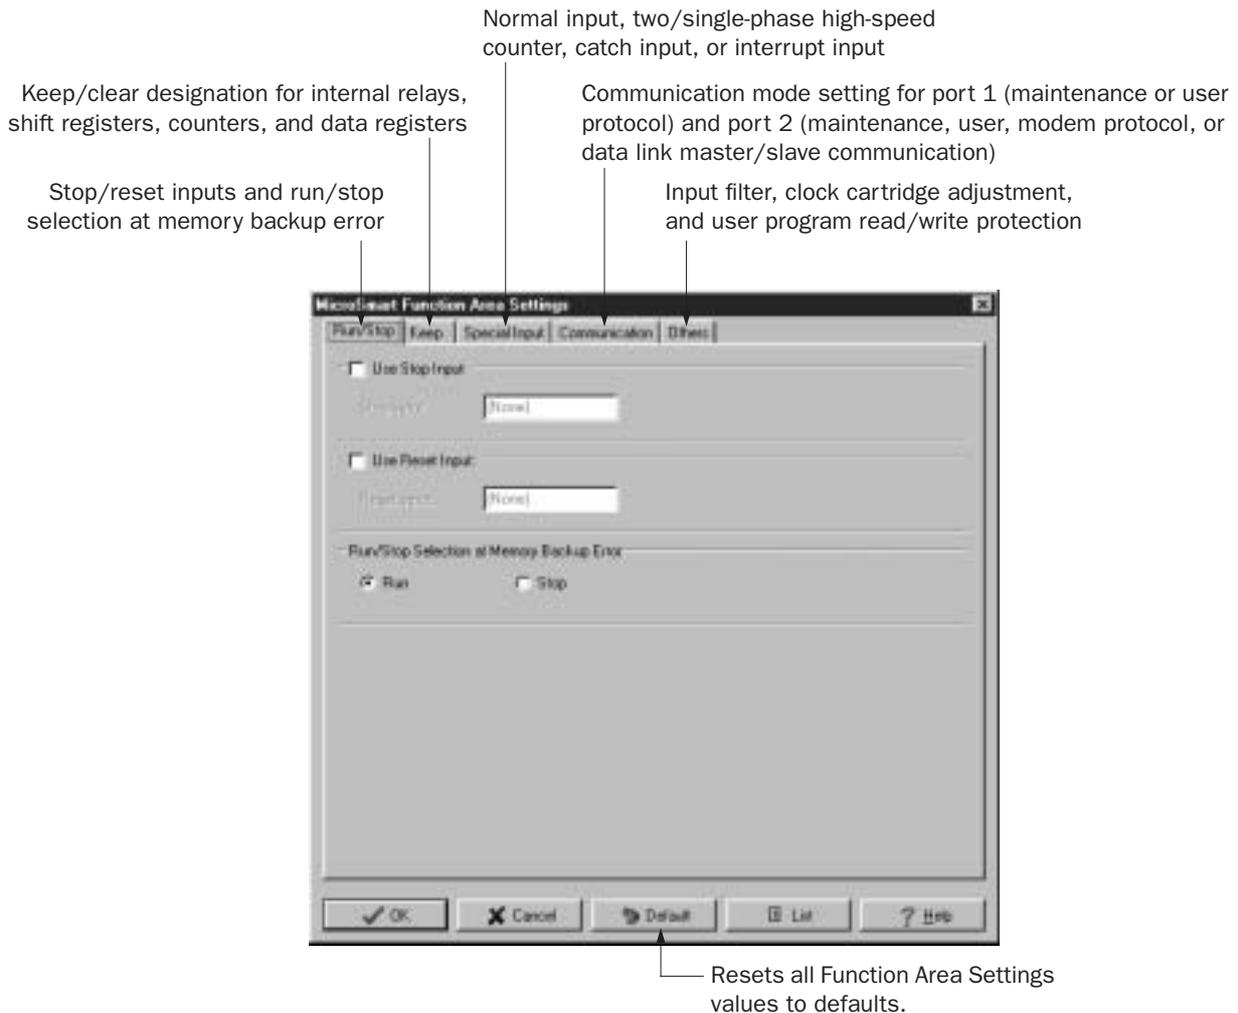 Normal input, two/single-phase high-speed
counter, catch input, or interrupt input
Keep/clear designation for internal relays,
shift registers, counters, and data registers
Communication mode setting for port 1 (maintenance or user
protocol) and port 2 (maintenance, user, modem protocol, or
data link master/slave communication)
Stop/reset inputs and run/stop
selection at memory backup error
Input filter, clock cartridge adjustment,
and user program read/write protection
MicroSmart Function Area Settings
Run/Stop Keep Special Input Communication Others
Use Stop Input
(None)
Use Reset Input
(None)
Run/Stop Selection at Memory Backup Error
Run Stop
OK Cancel Default List ? Help
Resets all Function Area Settings
values to defaults.